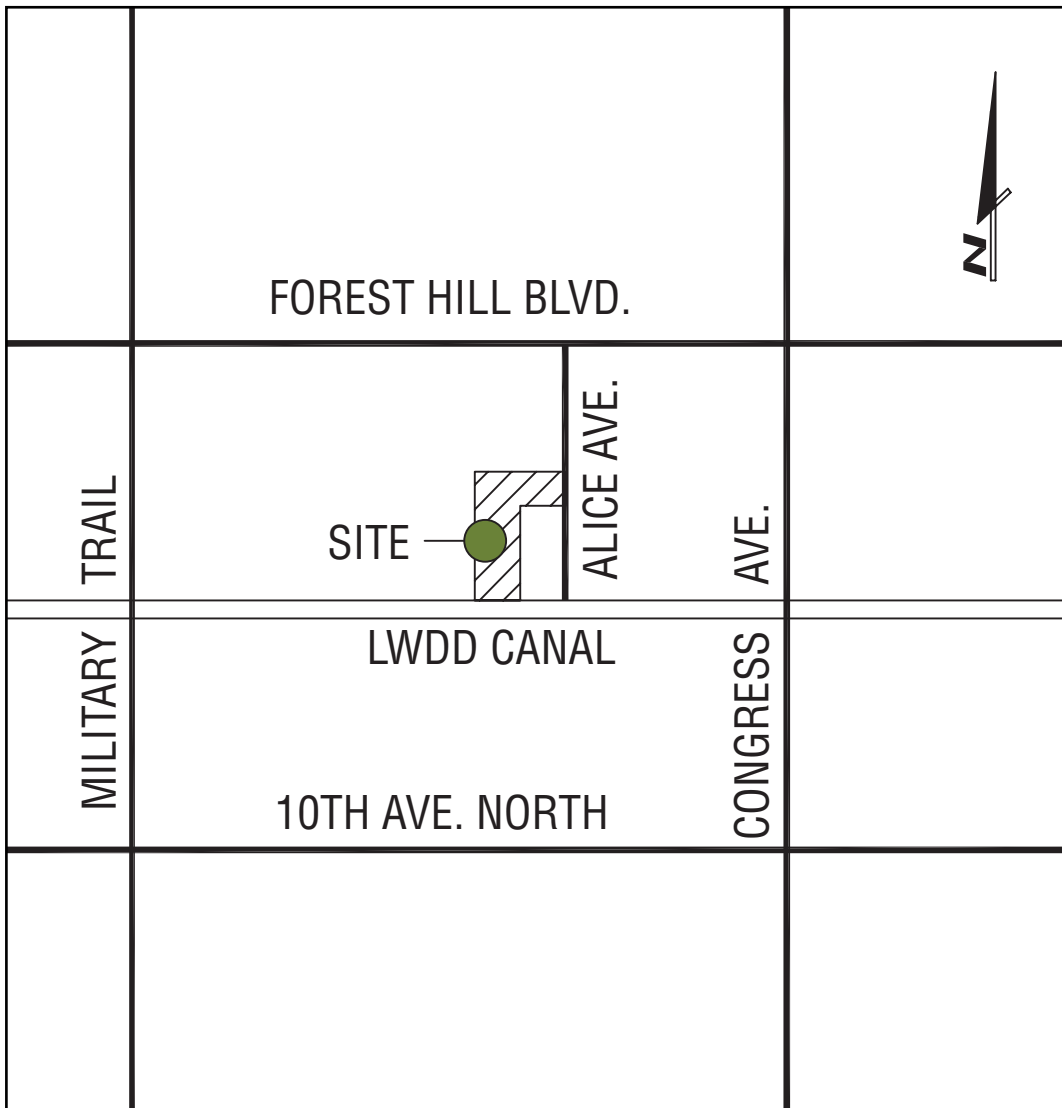 N
FOREST HILL BLVD.
ALICE AVE.
SITE
MILITARY TRAIL
CONGRESS AVE.
LWDD CANAL
10TH AVE. NORTH